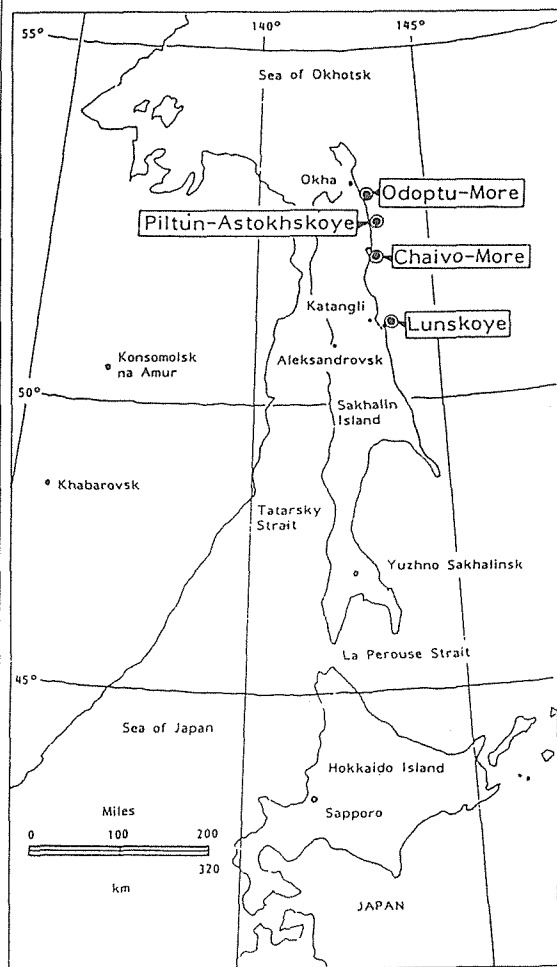 140°
145°
55°
Sea of Okhotsk
Okha
Odoptu-More
Piltun-Astokhskoye
Chaivo-More
Katangli
Lunskoye
Konsomolsk
na Amur
Aleksandrovsk
50°
Sakhalin
Island
Khabarovsk
Tatarsky
Strait
Yuzhno Sakhalinsk
La Perouse Strait
45°
Sea of Japan
Hokkaido Island
Miles
0 100 200
Sapporo
320
km
JAPAN